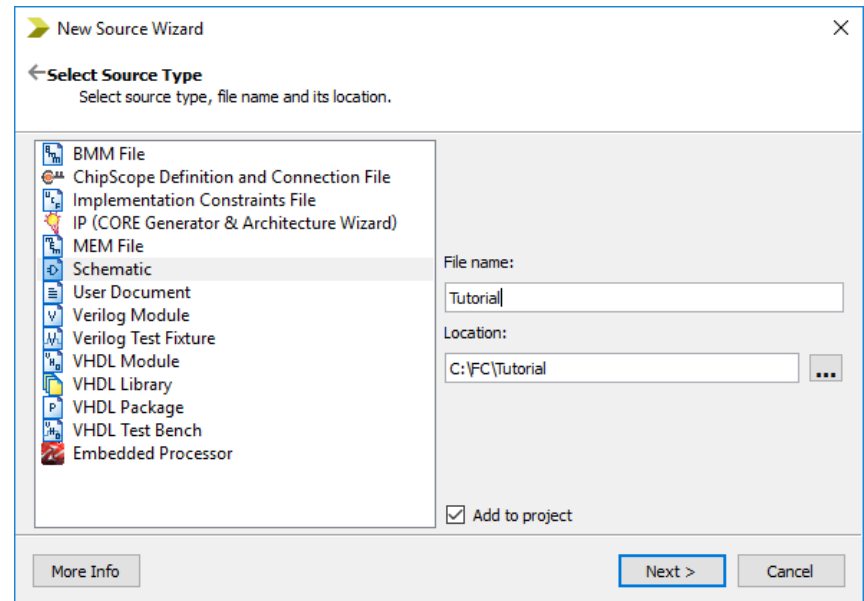 New Source Wizard
Select Source Type
Select source type, file name and its location.
BMM File
ChipScope Definition and Connection File
Implementation Constraints File
IP (CORE Generator & Architecture Wizard)
MEM File
Schematic
User Document
Verilog Module
Verilog Test Fixture
VHDL Module
VHDL Library
VHDL Package
VHDL Test Bench
Embedded Processor
File name:
Tutorial
Location:
C:\FC\Tutorial
...
Add to project
More Info
Next >
Cancel